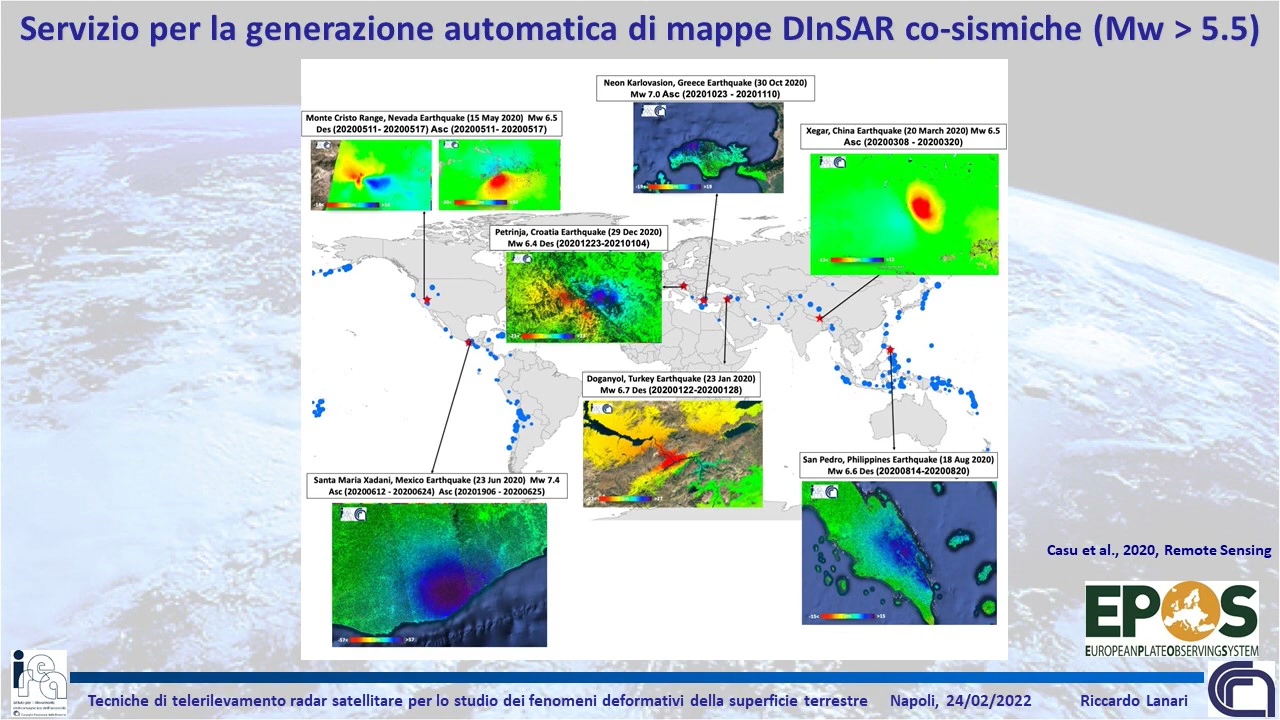 Servizio per la generazione automatica di mappe DInSAR co-sismiche (Mw > 5.5)
Neon Karlovasion, Greece Earthquake (30 Oct 2020)
Mw 7.0 Asc (20201023 - 20201110)
Monte Cristo Range, Nevada Earthquake (15 May 2020) Mw 6.5
Des (20200511- 20200517) Asc (20200511- 20200517)
Xegar, China Earthquake (20 March 2020) Mw 6.5
Asc (20200308 - 20200320)
Petrinja, Croatia Earthquake (29 Dec 2020)
Mw 6.4 Des (20201223-20210104)
Doganyol, Turkey Earthquake (23 Jan 2020)
Mw 6.7 Des (20200122-20200128)
San Pedro, Philippines Earthquake (18 Aug 2020)
Mw 6.6 Des (20200814-20200820)
Santa Maria Xadani, Mexico Earthquake (23 Jun 2020) Mw 7.4
Asc (20200612 - 20200624) Asc (20201906 - 20200625)
Casu et al., 2020, Remote Sensing
EPOS
EUROPEANPLATEOBSERVINGSYSTEM
Tecniche di telerilevamento radar satellitare per lo studio dei fenomeni deformativi della superficie terrestre Napoli, 24/02/2022 Riccardo Lanari